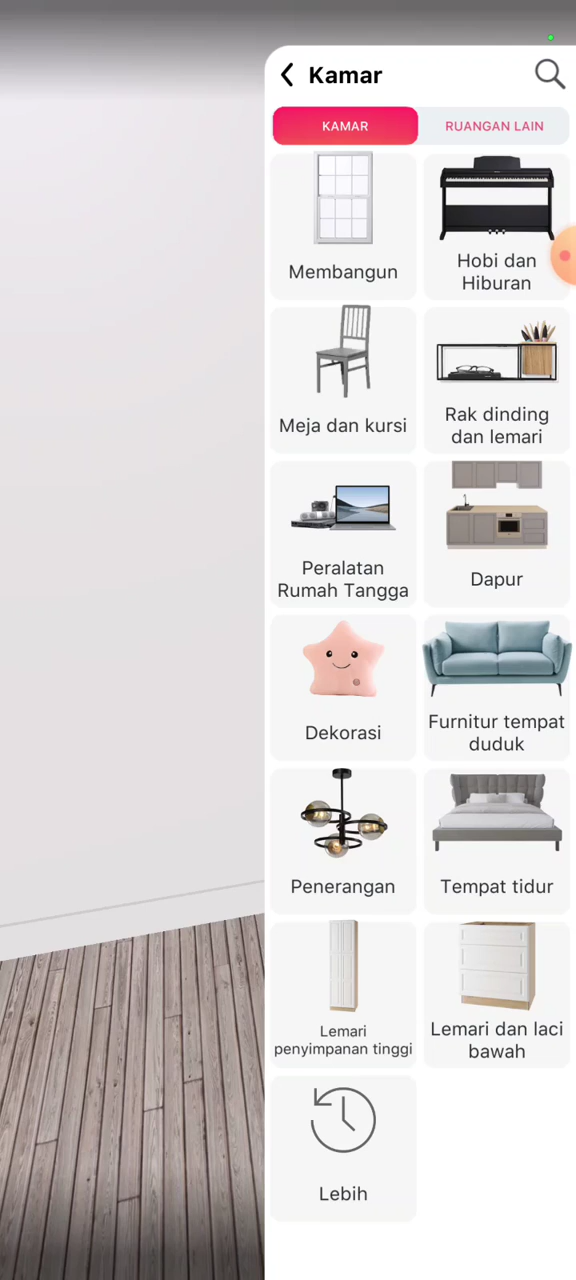 Kamar
KAMAR
RUANGAN LAIN
Membangun
Hobi dan
Hiburan
Meja dan kursi
Rak dinding
dan lemari
Peralatan
Rumah Tangga
Dapur
Dekorasi
Furnitur tempat
duduk
Penerangan
Tempat tidur
Lemari
penyimpanan tinggi
Lemari dan laci
bawah
Lebih